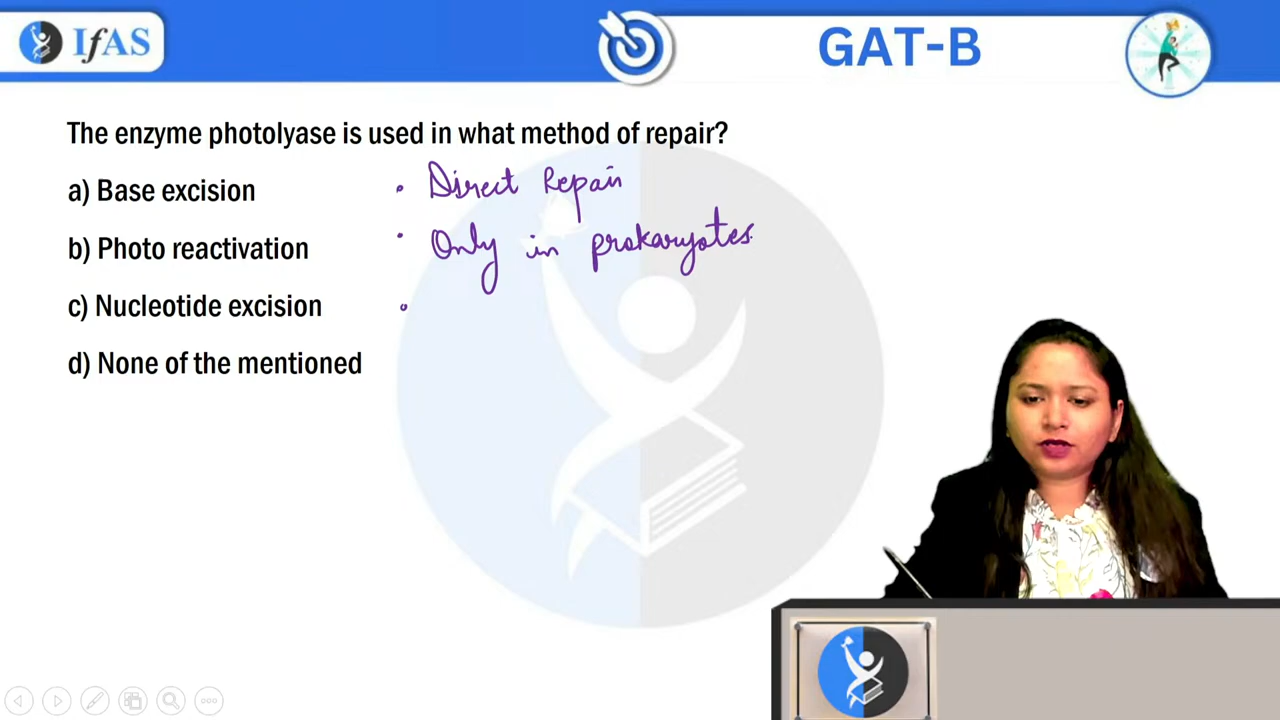 IfAS
GAT-B
The enzyme photolyase is used in what method of repair?
a) Base excision
• Direct Repair
b) Photo reactivation
• Only in prokaryotes.
c) Nucleotide excision
•
d) None of the mentioned